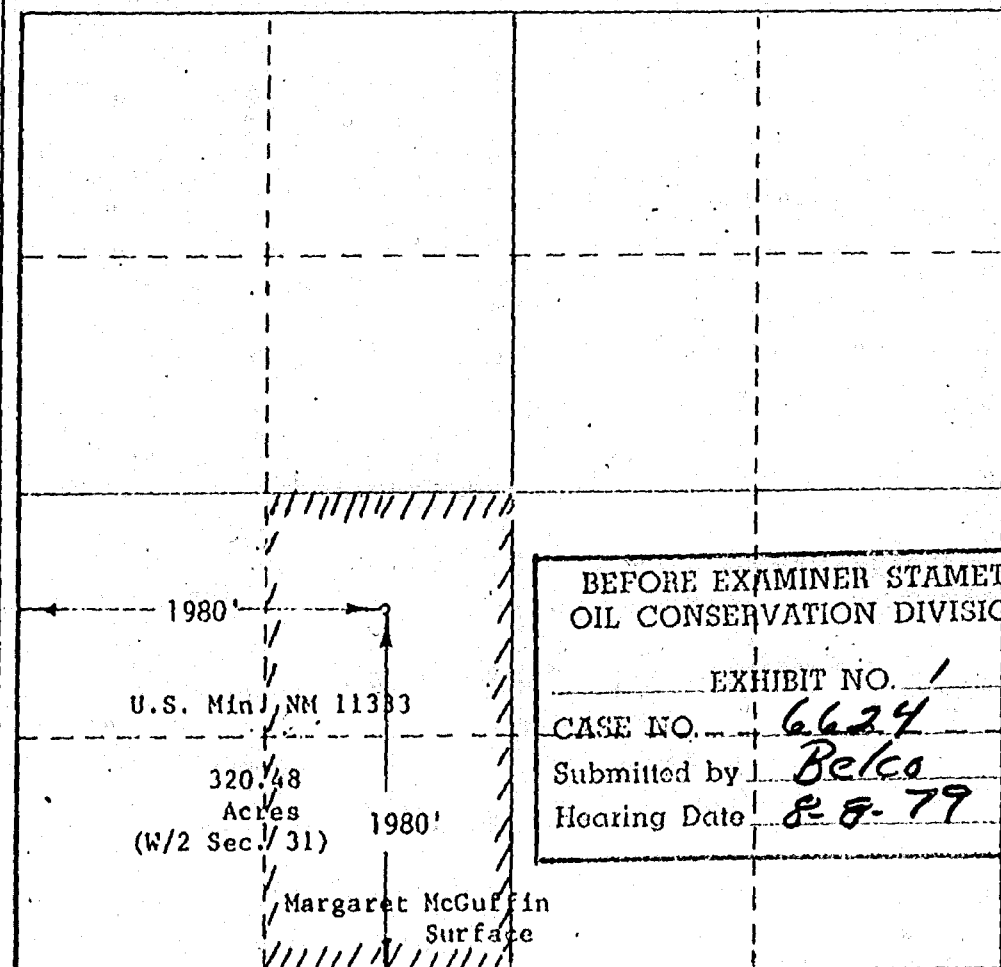 BEFORE EXAMINER STAMET
OIL CONSERVATION DIVISIO
EXHIBIT NO. 1
CASE NO. 6624
Submitted by Belco
Hearing Date 8-8-79
1980'
U.S. Min. NM 11383
320.48
Acres
(W/2 Sec. 31)
1980'
Margaret McGuffin
Surface